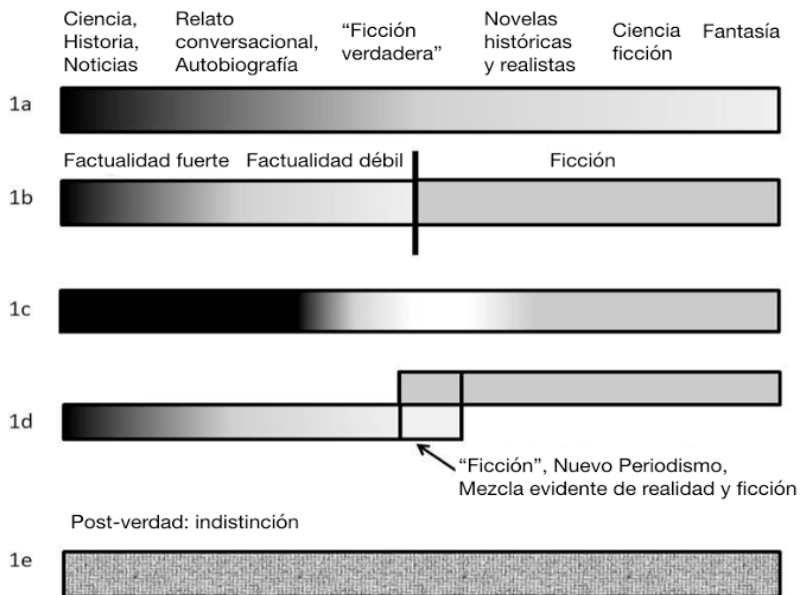 Ciencia,
Historia,
Noticias
Relato
conversacional,
Autobiografía
“Ficción
verdadera”
Novelas
históricas
y realistas
Ciencia
ficción
Fantasía
1a
Factualidad fuerte
Factualidad débil
Ficción
1b
1c
1d
“Ficción”, Nuevo Periodismo,
Mezcla evidente de realidad y ficción
Post-verdad: indistinción
1e